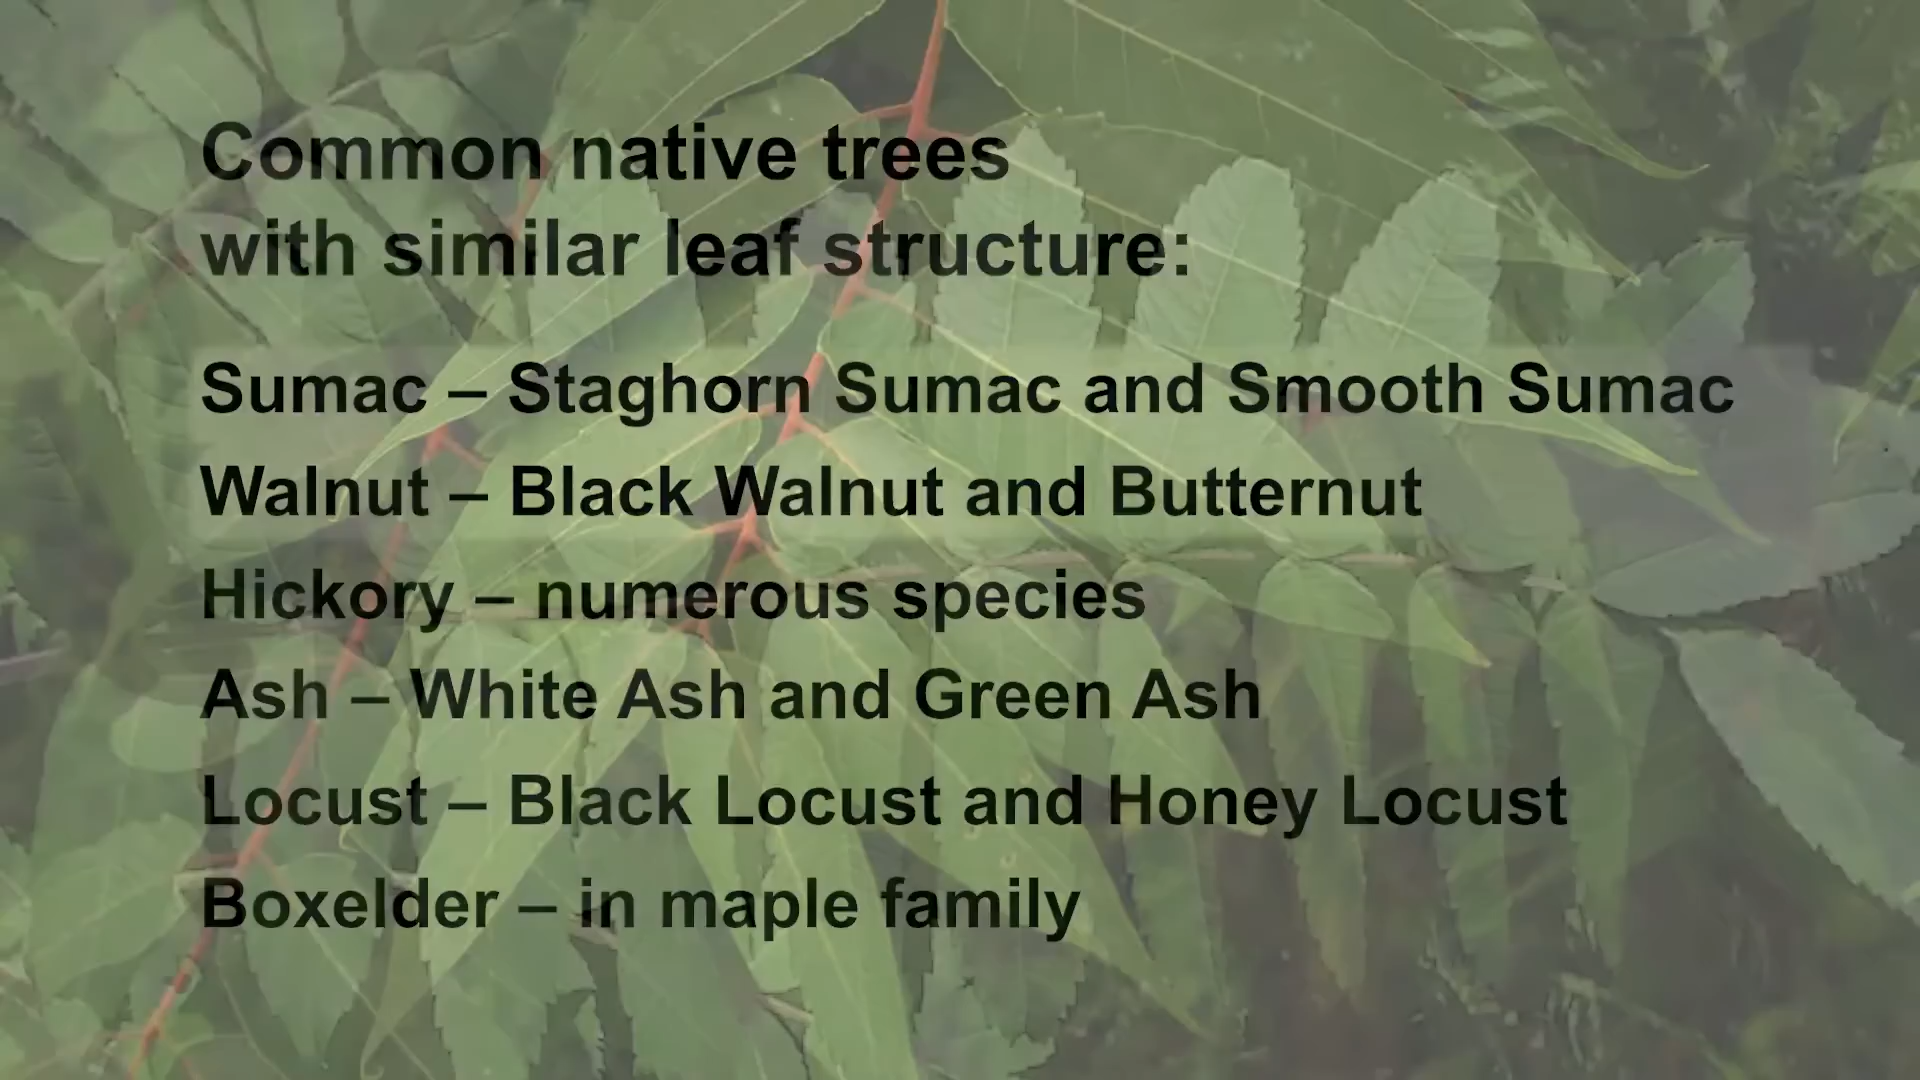 Common native trees
with similar leaf structure:
Sumac – Staghorn Sumac and Smooth Sumac
Walnut – Black Walnut and Butternut
Hickory – numerous species
Ash – White Ash and Green Ash
Locust – Black Locust and Honey Locust
Boxelder – in maple family